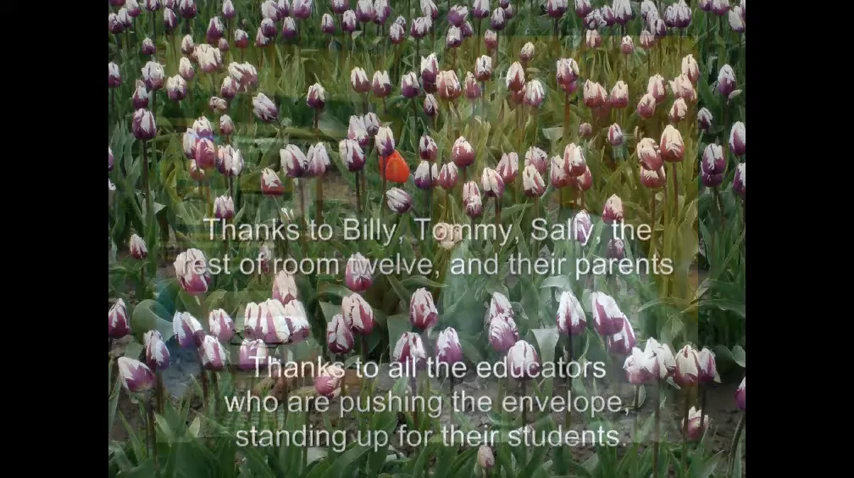 Thanks to Billy, Tommy, Sally, the
rest of room twelve, and their parents
Thanks to all the educators
who are pushing the envelope,
standing up for their students.